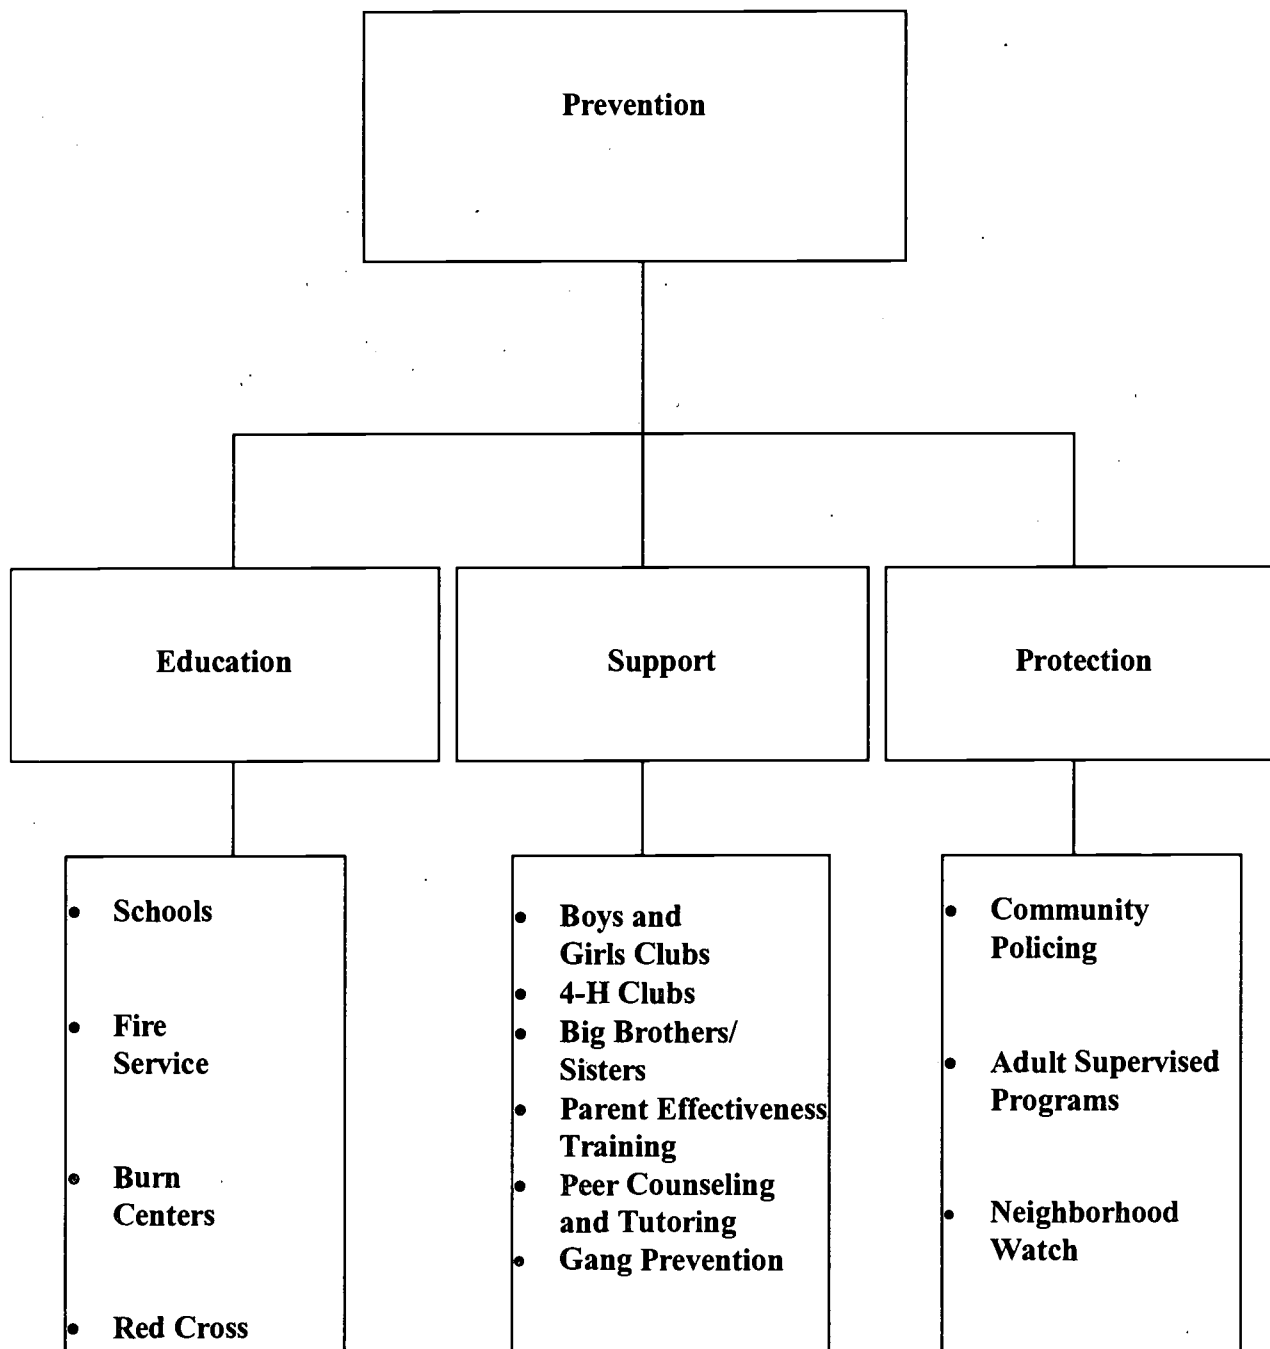 Prevention
Education
Support
Protection
• Schools
• Fire
Service
• Burn
Centers
• Red Cross
• Boys and
Girls Clubs
• 4-H Clubs
• Big Brothers/
Sisters
• Parent Effectiveness
Training
• Peer Counseling
and Tutoring
• Gang Prevention
• Community
Policing
• Adult Supervised
Programs
• Neighborhood
Watch